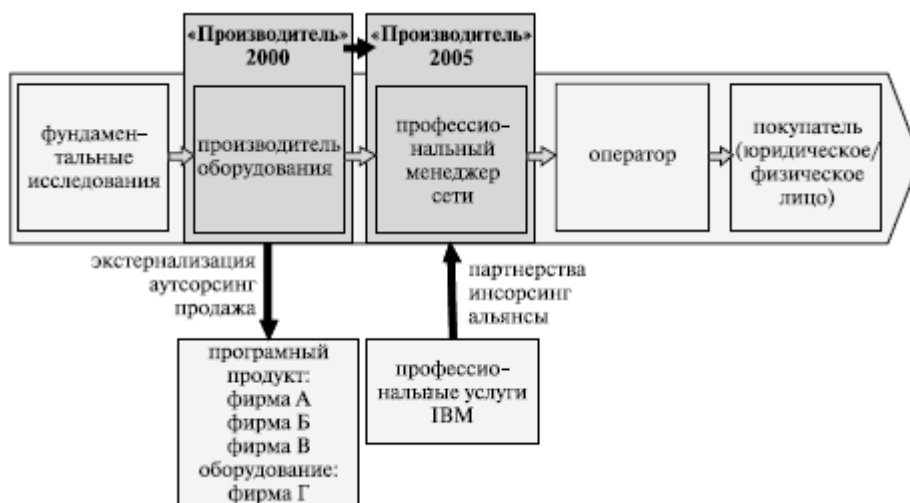 «Производитель»
2000
«Производитель»
2005
фундамен-
тальные
исследования
производитель
оборудования
профессио-
нальный
менеджер
сети
оператор
покупатель
(юридическое/
физическое
лицо)
экстернализация
аутсорсинг
продажа
партнерства
инсорсинг
альянсы
програмный
продукт:
фирма А
фирма Б
фирма В
оборудование:
фирма Г
профессио-
нальные услуги
IBM